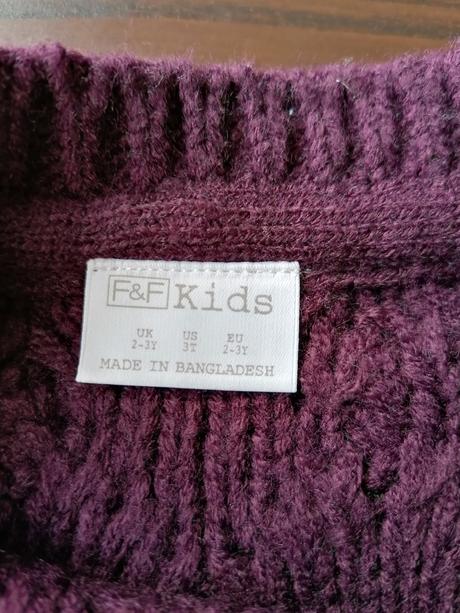 F&F Kids
UK US EU
2-3Y 3T 2-3Y
MADE IN BANGLADESH